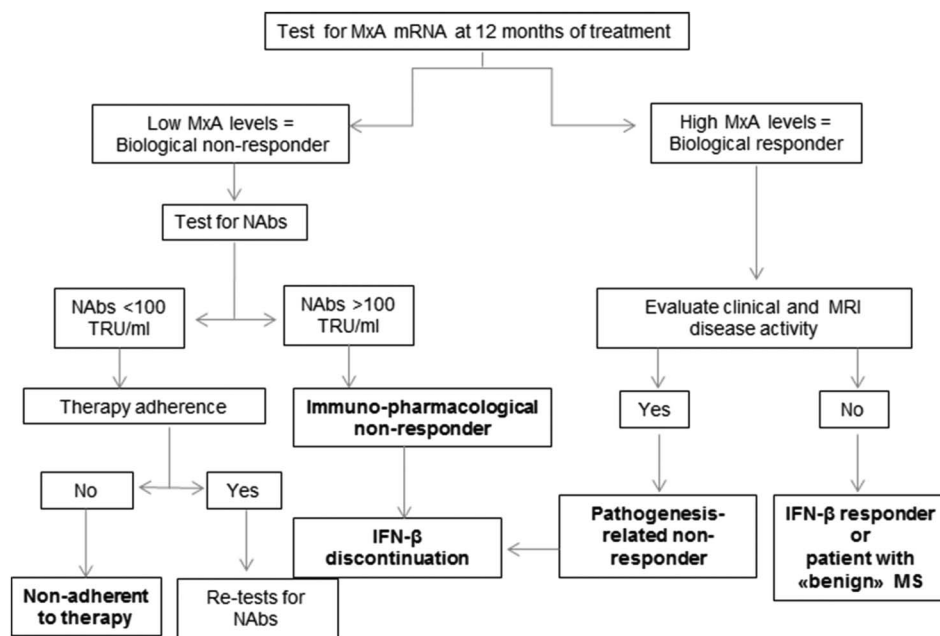 Test for MxA mRNA at 12 months of treatment
Low MxA levels =
Biological non-responder
High MxA levels =
Biological responder
Test for NAbs
NAbs <100
TRU/ml
NAbs >100
TRU/ml
Evaluate clinical and MRI
disease activity
Therapy adherence
Immuno-pharmacological
non-responder
Yes
No
No
Yes
IFN-β
discontinuation
Pathogenesis-
related non-
responder
IFN-β responder
or
patient with
«benign» MS
Non-adherent
to therapy
Re-tests for
NAbs